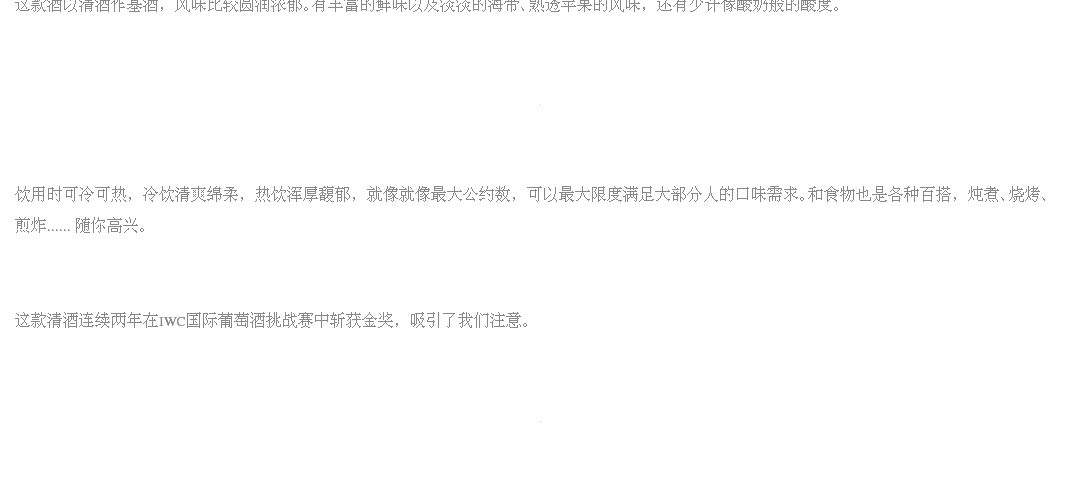 这款酒以清酒作基酒，风味比较圆润浓郁。有丰富的鲜味以及淡淡的海带、熟透苹果的风味，还有少许像酸奶般的酸度。
饮用时可冷可热，冷饮清爽绵柔，热饮浑厚馥郁，就像就像最大公约数，可以最大限度满足大部分人的口味需求。和食物也是各种百搭，炖煮、烧烤、
煎炸...... 随你高兴。
这款清酒连续两年在IWC国际葡萄酒挑战赛中斩获金奖，吸引了我们注意。